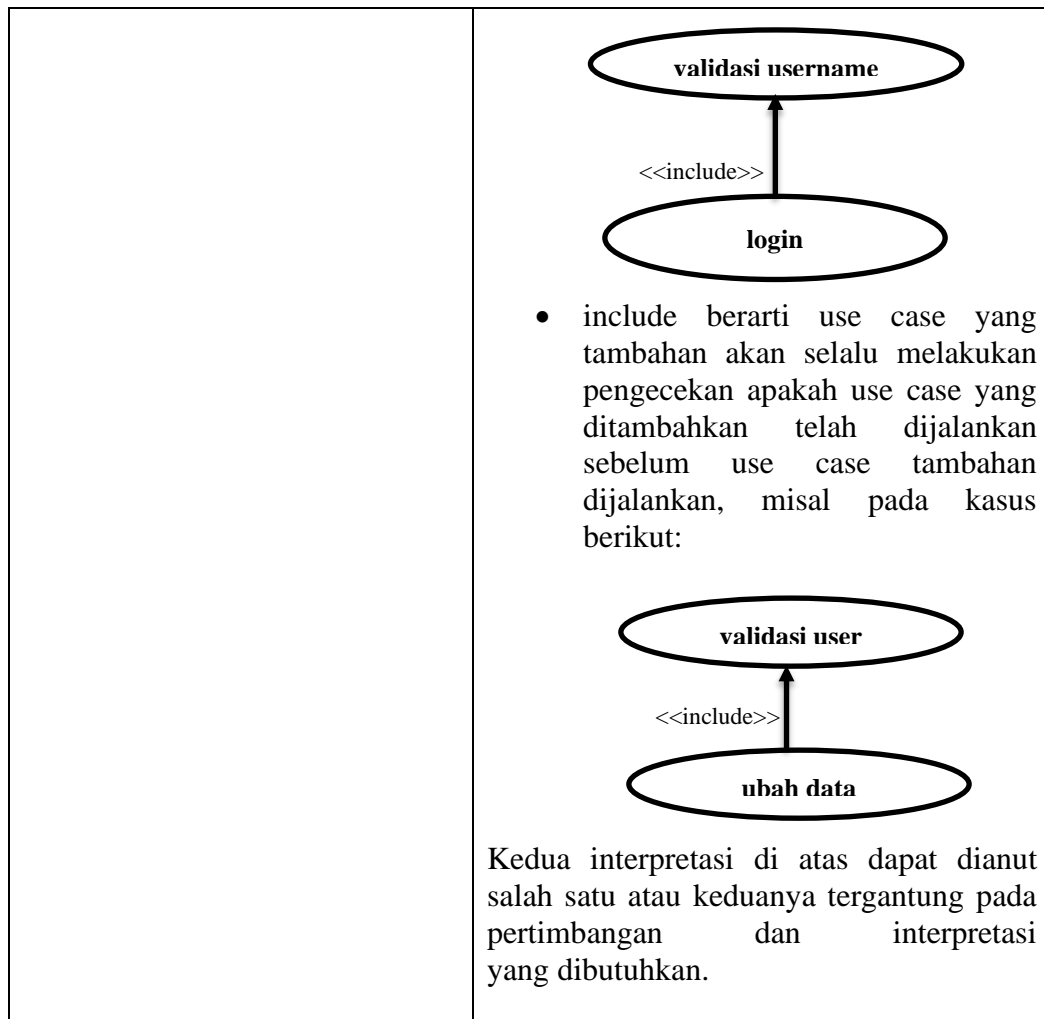 validasi username
<<include>>
login
• include berarti use case yang
tambahan akan selalu melakukan
pengecekan apakah use case yang
ditambahkan telah dijalankan
sebelum use case tambahan
dijalankan, misal pada kasus
berikut:
validasi user
<<include>>
ubah data
Kedua interpretasi di atas dapat dianut
salah satu atau keduanya tergantung pada
pertimbangan dan interpretasi
yang dibutuhkan.